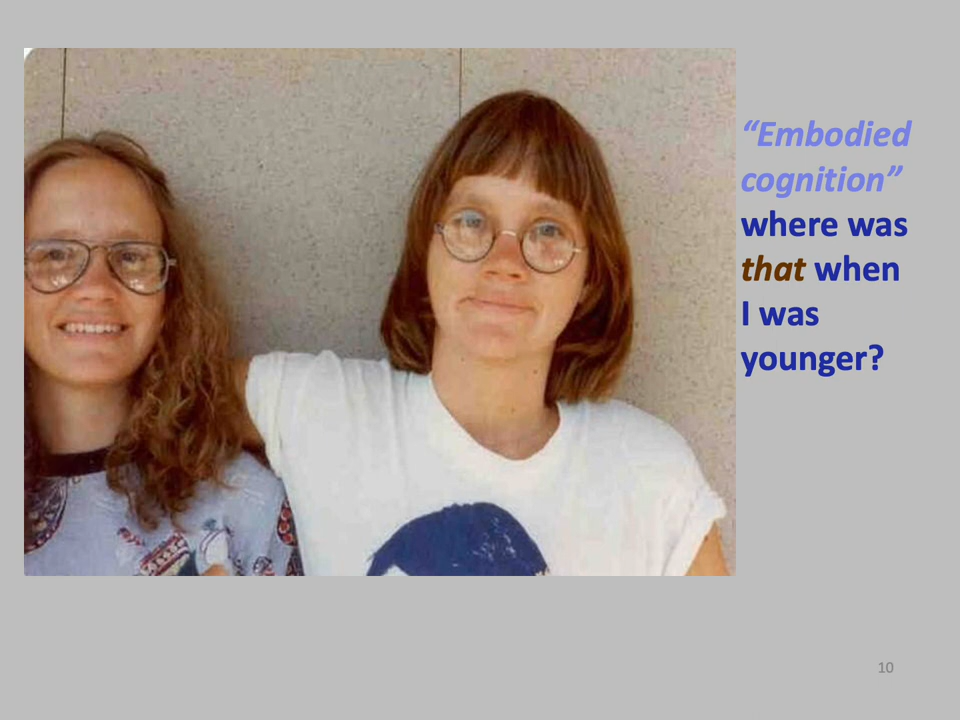 “Embodied
cognition”
where was
that when
I was
younger?
10